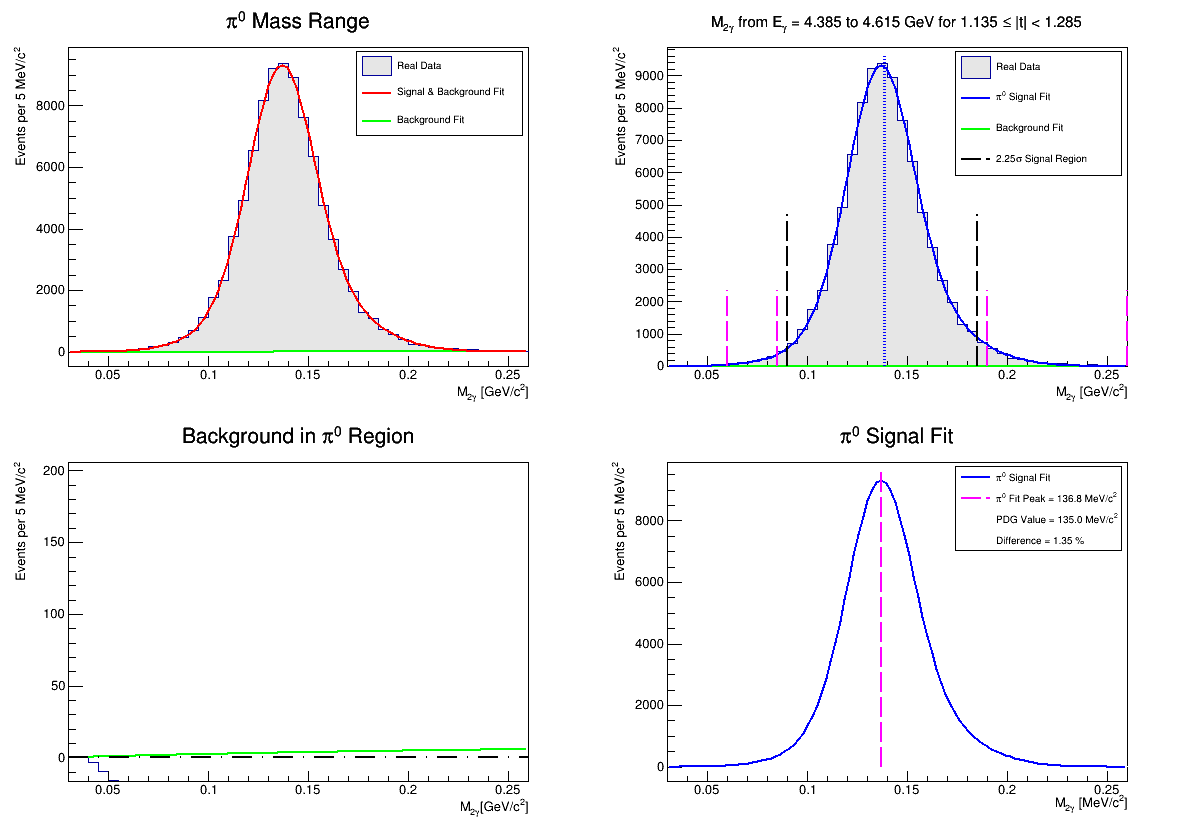 π⁰ Mass Range
Events per 5 MeV/c²
8000
6000
4000
2000
0
0.05 0.1 0.15 0.2 0.25
M₂γ [GeV/c²]
Real Data
Signal & Background Fit
Background Fit
M₂γ from Eγ = 4.385 to 4.615 GeV for 1.135 ≤ |t| < 1.285
Events per 5 MeV/c²
9000
8000
7000
6000
5000
4000
3000
2000
1000
0
0.05 0.1 0.15 0.2 0.25
M₂γ [GeV/c²]
Real Data
π⁰ Signal Fit
Background Fit
2.25σ Signal Region
Background in π⁰ Region
Events per 5 MeV/c²
200
150
100
50
0
0.05 0.1 0.15 0.2 0.25
M₂γ[GeV/c²]
π⁰ Signal Fit
Events per 5 MeV/c²
8000
6000
4000
2000
0
0.05 0.1 0.15 0.2 0.25
M₂γ [MeV/c²]
π⁰ Signal Fit
π⁰ Fit Peak = 136.8 MeV/c²
PDG Value = 135.0 MeV/c²
Difference = 1.35 %